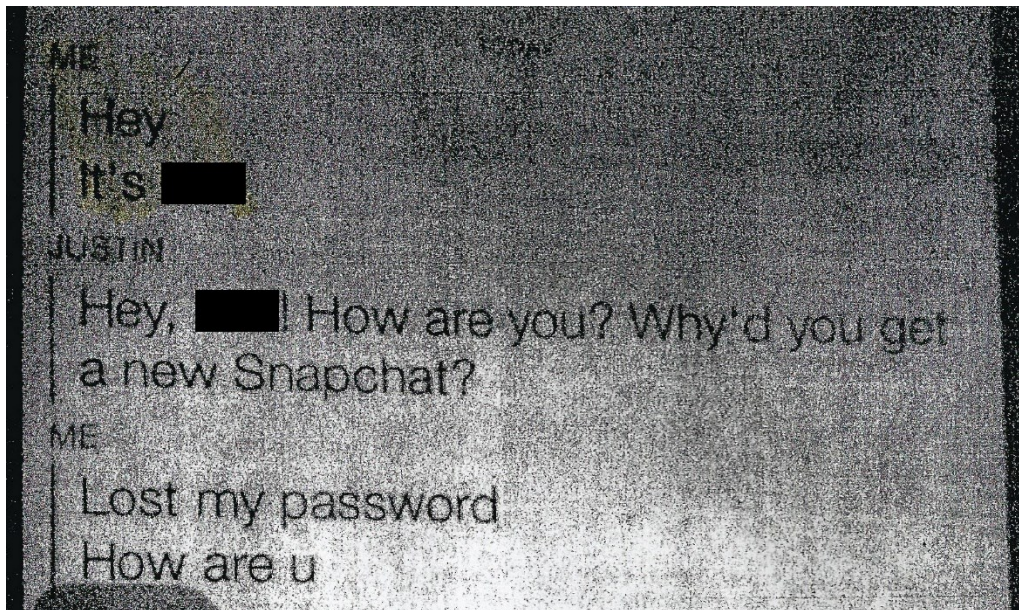 TODAY
ME
Hey
It's
JUSTIN
Hey, ! How are you? Why'd you get
a new Snapchat?
ME
Lost my password
How are u